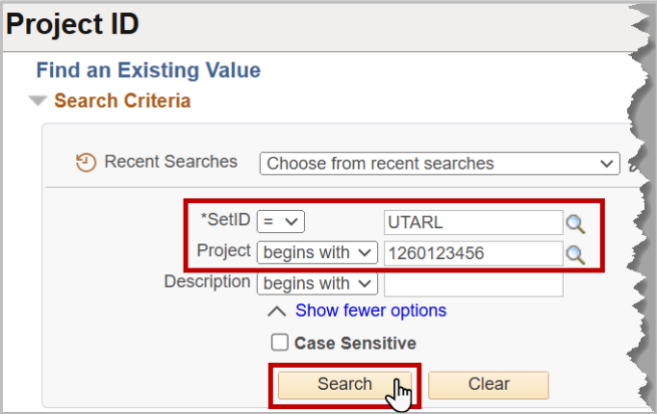 Project ID
Find an Existing Value
Search Criteria
Recent Searches Choose from recent searches
*SetID = UTARL
Project begins with 1260123456
Description begins with
Show fewer options
Case Sensitive
Search Clear